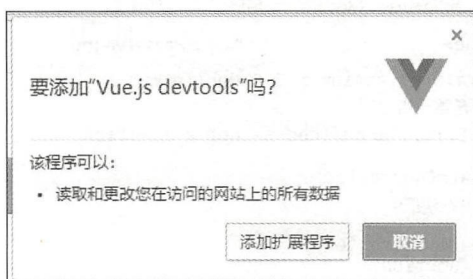 要添加“Vue.js devtools”吗?
该程序可以:
• 读取和更改您在访问的网站上的所有数据
添加扩展程序
取消